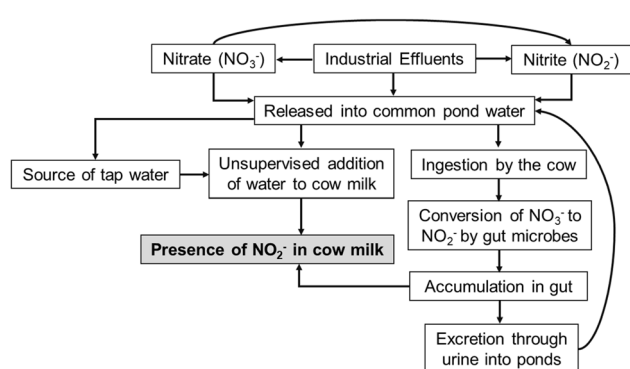 Nitrate (NO₃⁻)
Industrial Effluents
Nitrite (NO₂⁻)
Released into common pond water
Source of tap water
Unsupervised addition
of water to cow milk
Ingestion by the cow
Conversion of NO₃⁻ to
NO₂⁻ by gut microbes
Presence of NO₂⁻ in cow milk
Accumulation in gut
Excretion through
urine into ponds